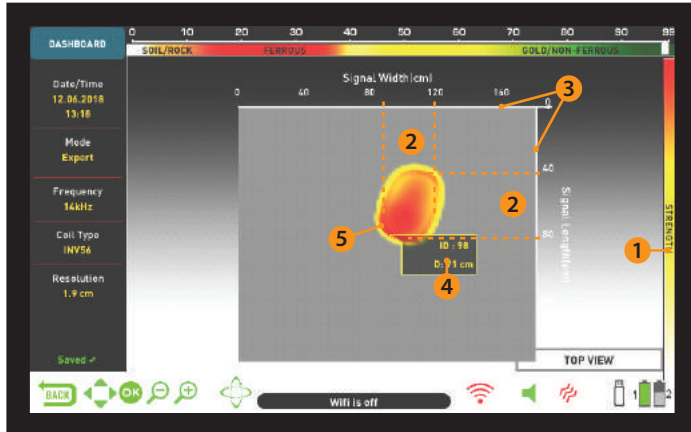 DASHBOARD
0 10 20 30 40 50 60 70 80 90 99
SOIL/ROCK FERROUS GOLD/NON-FERROUS
Date/Time
12.06.2018
13:18
Mode
Expert
Frequency
14kHz
Coil Type
INV56
Resolution
1.9 cm
Saved ✓
Signal Width(cm)
0 40 80 120 160
0
40
80
Signal Lenght(cm)
STRENGTH
3
2
2
1
5
4
ID : 98
cm
TOP VIEW
BACK
OK
Wifi is off
1
2